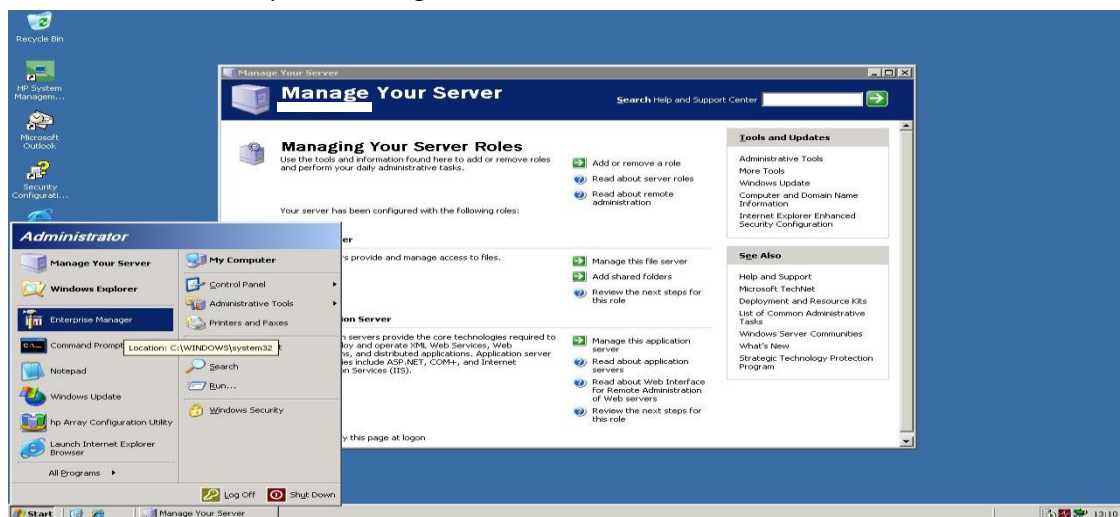 Recycle Bin
HP System
Managem...
Microsoft
Outlook
Security
Configurati...
Manage Your Server
Manage Your Server
Search Help and Support Center
Managing Your Server Roles
Use the tools and information found here to add or remove roles
and perform your daily administrative tasks.
Your server has been configured with the following roles:
Add or remove a role
Read about server roles
Read about remote
administration
er
rs provide and manage access to files.
Manage this file server
Add shared folders
Review the next steps for
this role
ion Server
n servers provide the core technologies required to
loy and operate XML Web Services, Web
ns, and distributed applications. Application server
es include ASP.NET, COM+, and Internet
on Services (IIS).
Manage this application
server
Read about application
servers
Read about Web Interface
for Remote Administration
of Web servers
Review the next steps for
this role
y this page at logon
Tools and Updates
Administrative Tools
More Tools
Windows Update
Computer and Domain Name
Information
Internet Explorer Enhanced
Security Configuration
See Also
Help and Support
Microsoft TechNet
Deployment and Resource Kits
List of Common Administrative
Tasks
Windows Server Communities
What's New
Strategic Technology Protection
Program
Administrator
Manage Your Server
Windows Explorer
Enterprise Manager
Command Prompt
Location: C:\WINDOWS\system32
Notepad
Windows Update
hp Array Configuration Utility
Launch Internet Explorer
Browser
All Programs
My Computer
Control Panel
Administrative Tools
Printers and Faxes
Search
Run...
Windows Security
Log Off
Shut Down
Start
Manage Your Server
13:10